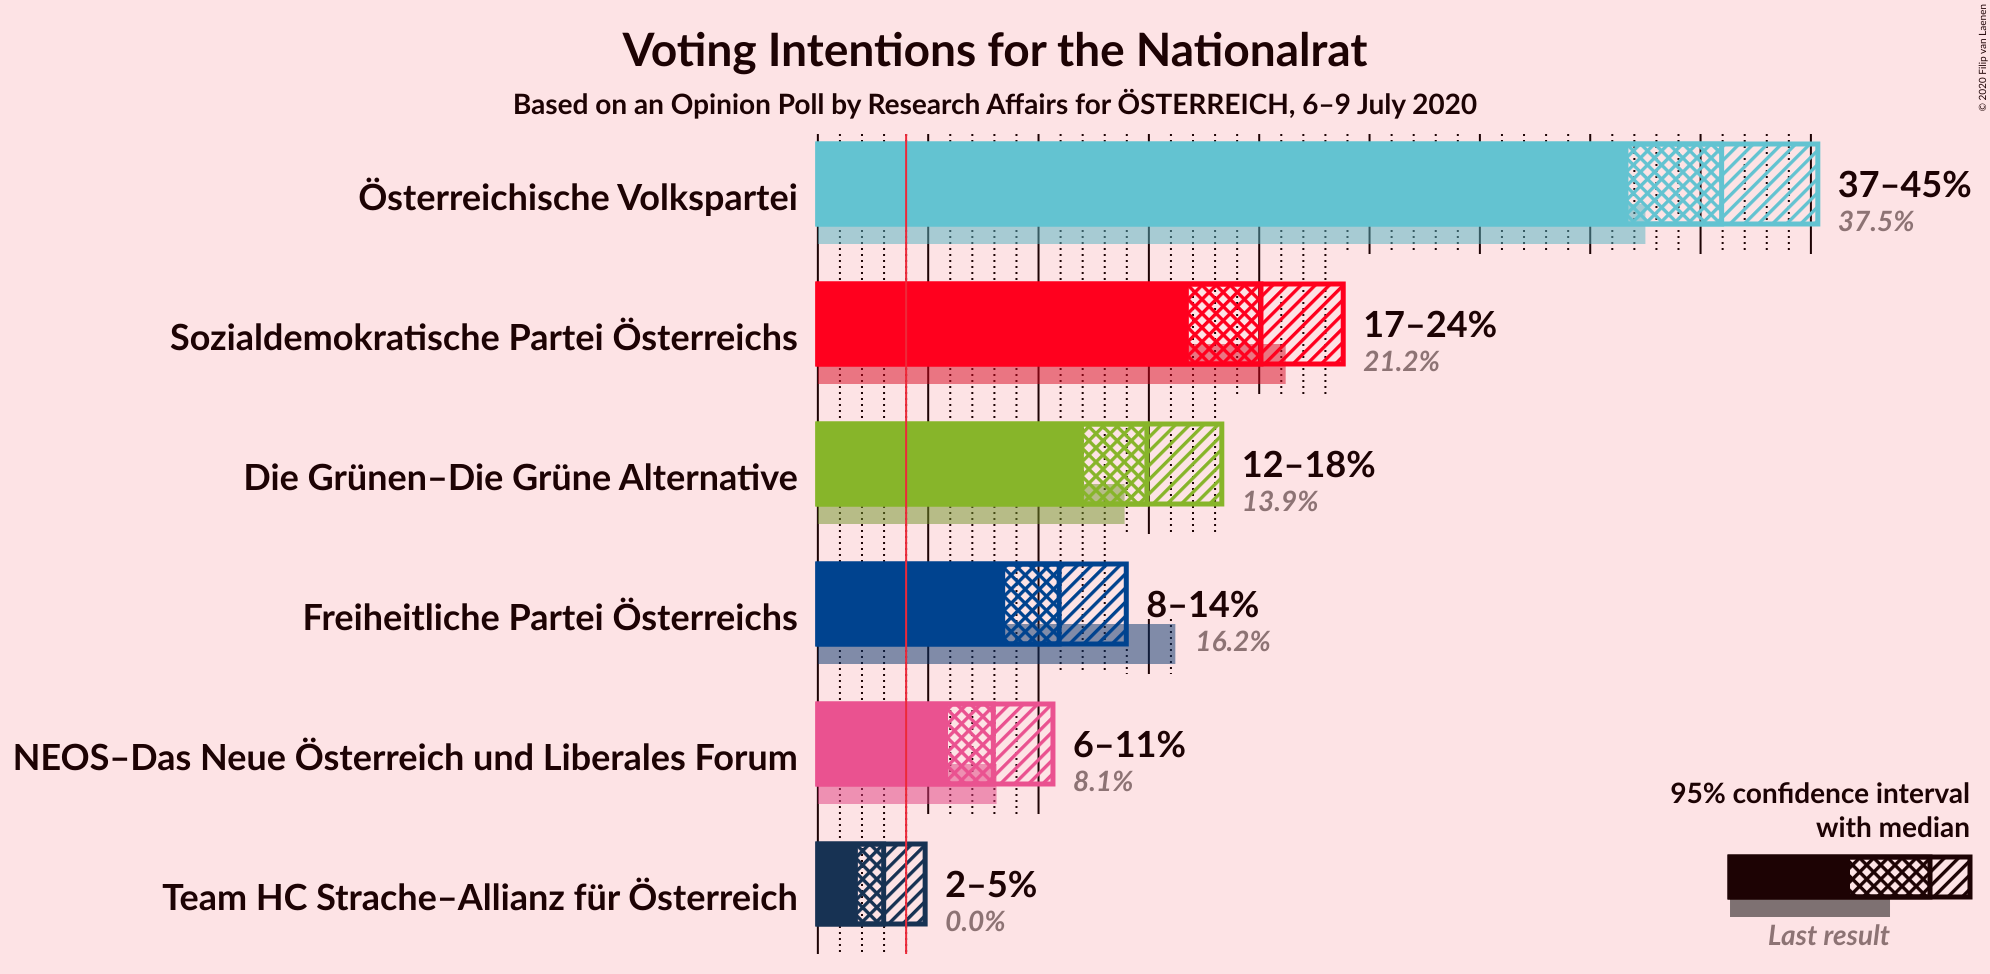 Voting Intentions for the Nationalrat
Based on an Opinion Poll by Research Affairs for ÖSTERREICH, 6–9 July 2020
© 2020 Filip van Laenen
Österreichische Volkspartei
37–45%
37.5%
Sozialdemokratische Partei Österreichs
17–24%
21.2%
Die Grünen–Die Grüne Alternative
12–18%
13.9%
Freiheitliche Partei Österreichs
8–14%
16.2%
NEOS–Das Neue Österreich und Liberales Forum
6–11%
8.1%
Team HC Strache–Allianz für Österreich
2–5%
0.0%
95% confidence interval
with median
Last result